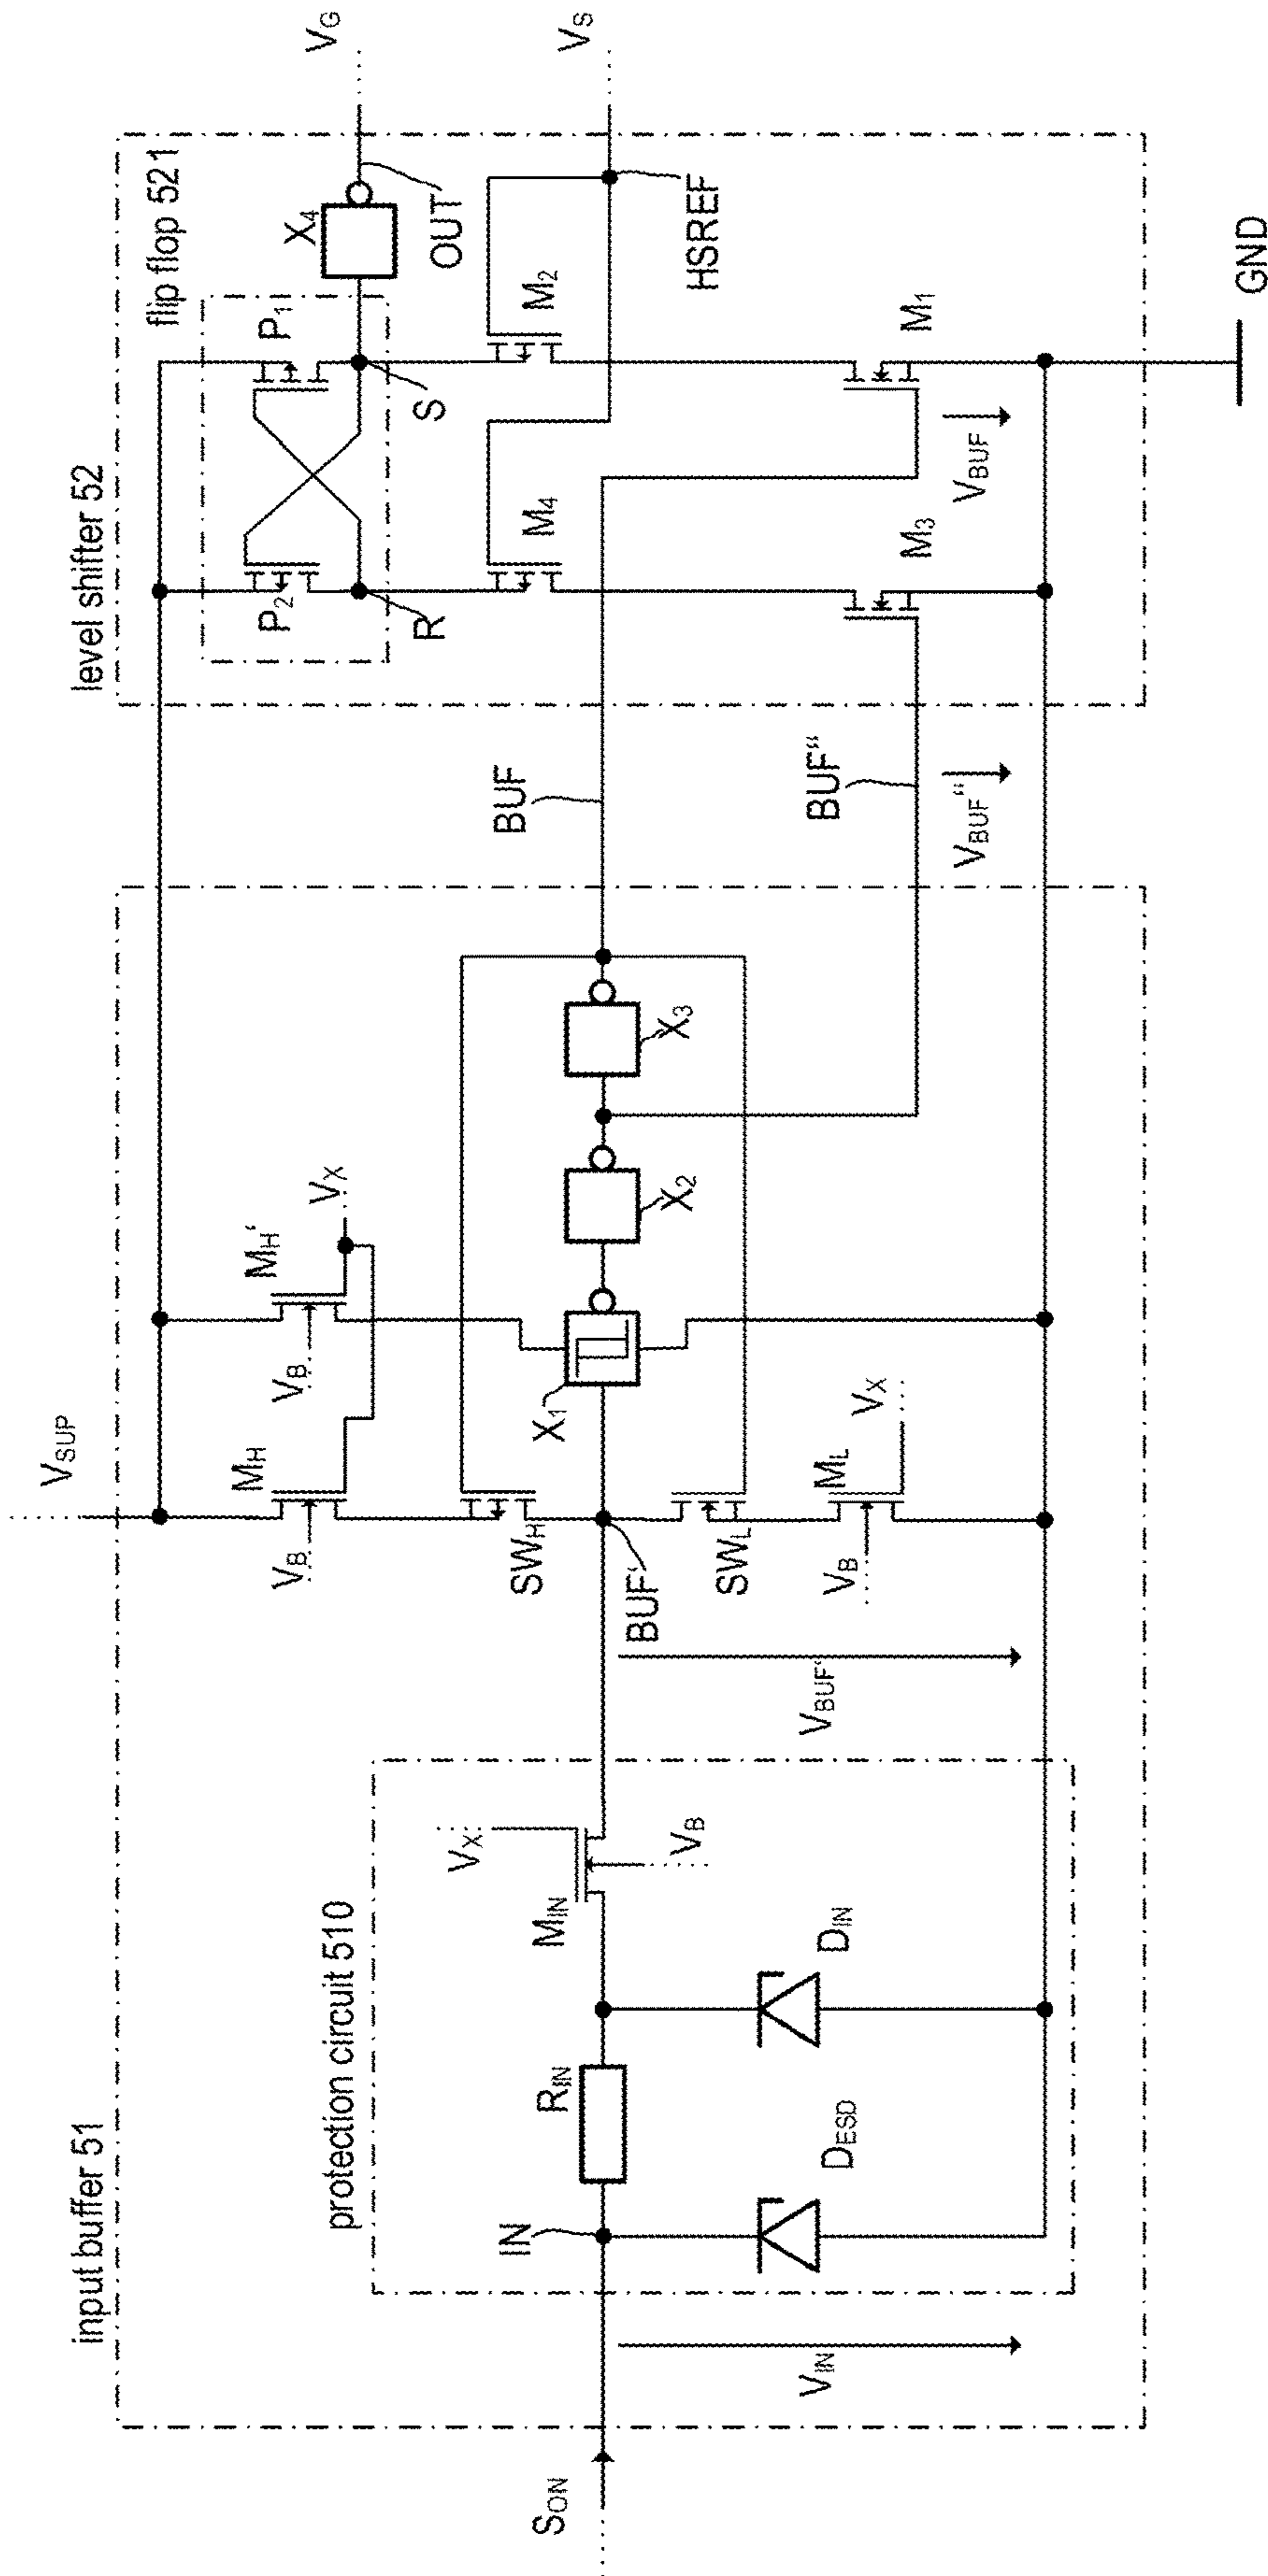 input buffer 51
protection circuit 510
S_ON
V_IN
IN
R_IN
D_ESD
D_IN
M_IN
V_X
V_B
V_BUF‘
BUF‘
V_SUP
M_H
V_B
M_H‘
V_B
V_X
SW_H
SW_L
M_L
V_B
V_X
X_1
X_2
X_3
BUF
BUF“
V_BUF“
level shifter 52
flip flop 521
P_2
P_1
R
S
X_4
OUT
M_4
M_2
HSREF
M_3
M_1
V_BUF
V_G
V_S
GND